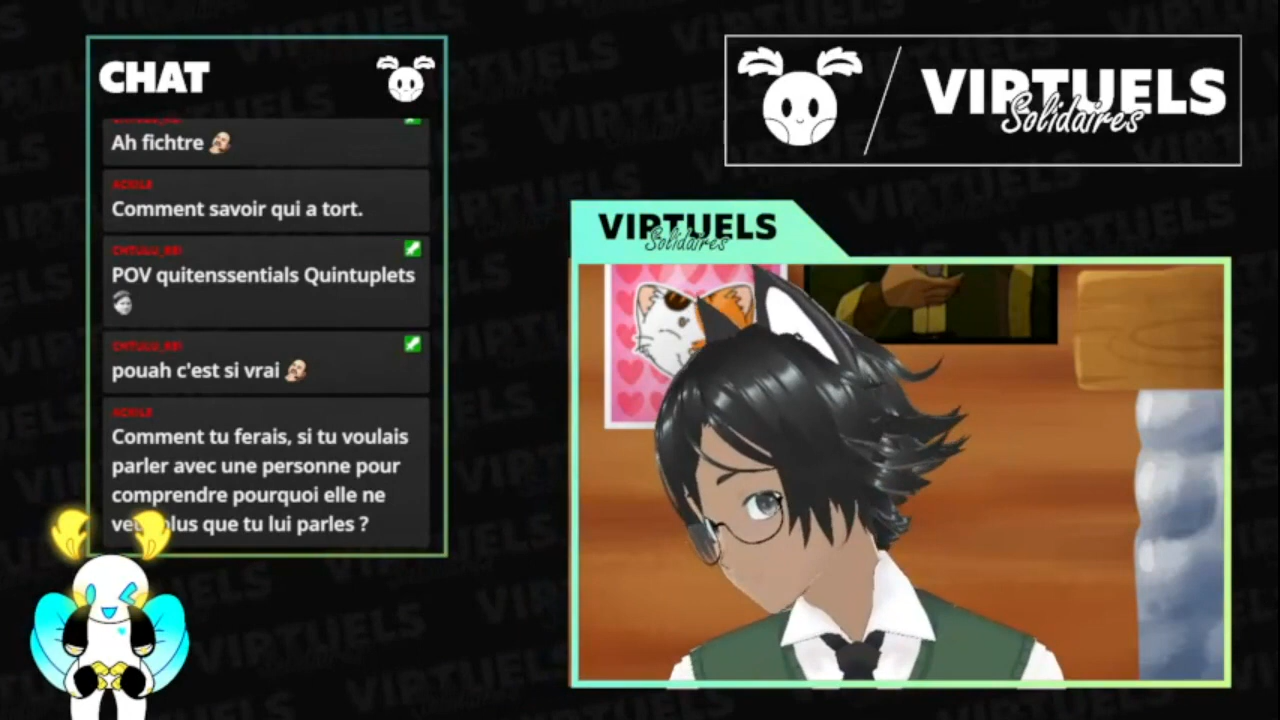 CHAT
Ah fichtre
ACHILE
Comment savoir qui a tort.
POV quitenssentials Quintuplets
pouah c'est si vrai
ACHILE
Comment tu ferais, si tu voulais
parler avec une personne pour
comprendre pourquoi elle ne
plus que tu lui parles ?
VIRTUELS
Solidaires
VIRTUELS
Solidaires